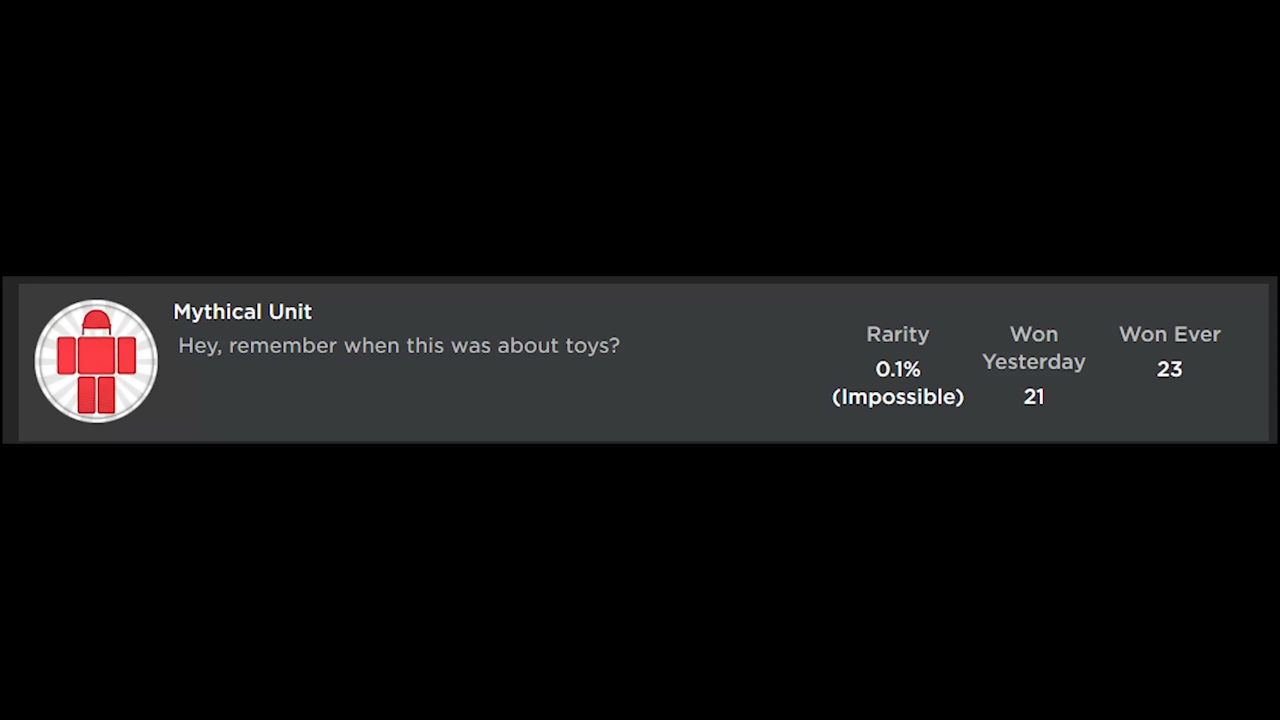 Mythical Unit
Hey, remember when this was about toys?
Rarity
0.1%
(Impossible)
Won
Yesterday
21
Won Ever
23